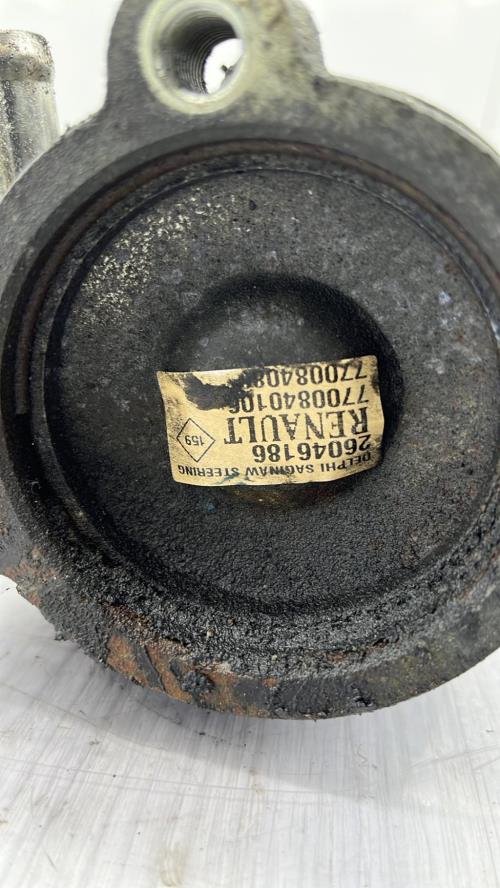 DELPHI SAGINAW STEERING
26046186
RENAULT
159
7700840106